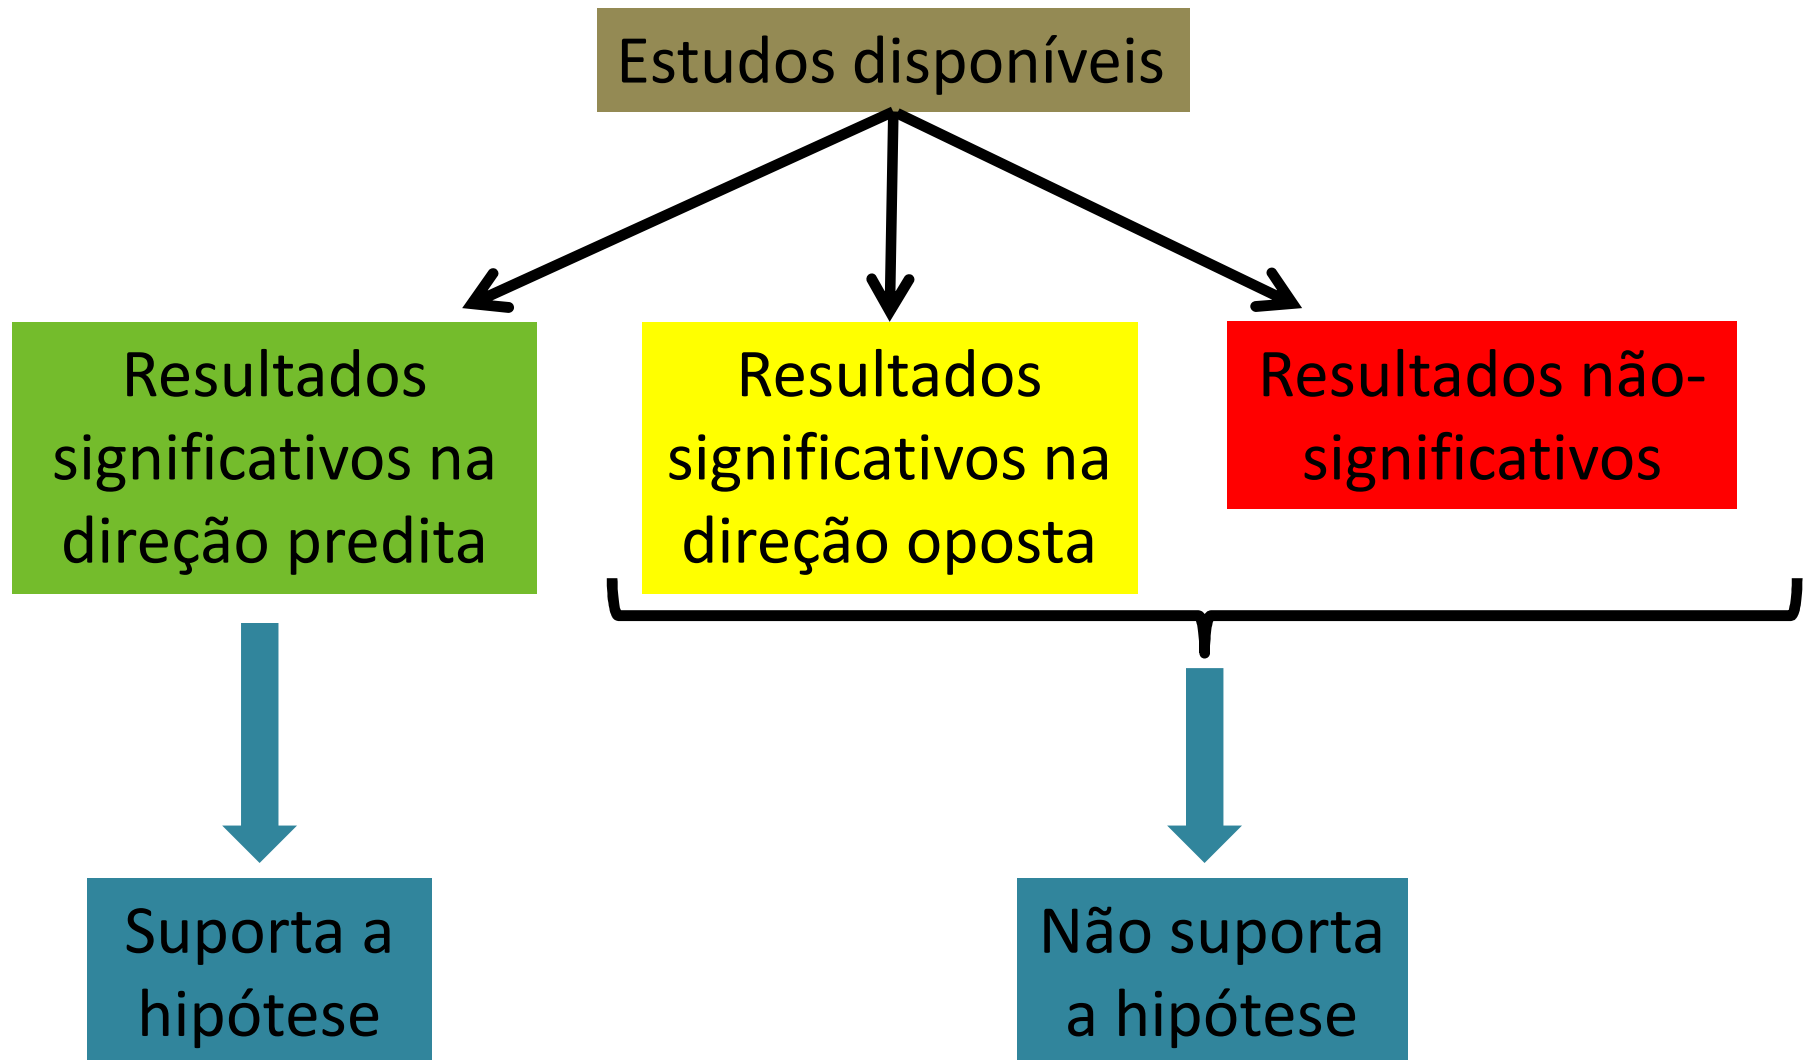 Estudos disponíveis
Resultados
significativos na
direção predita
Resultados
significativos na
direção oposta
Resultados não-
significativos
Suporta a
hipótese
Não suporta
a hipótese